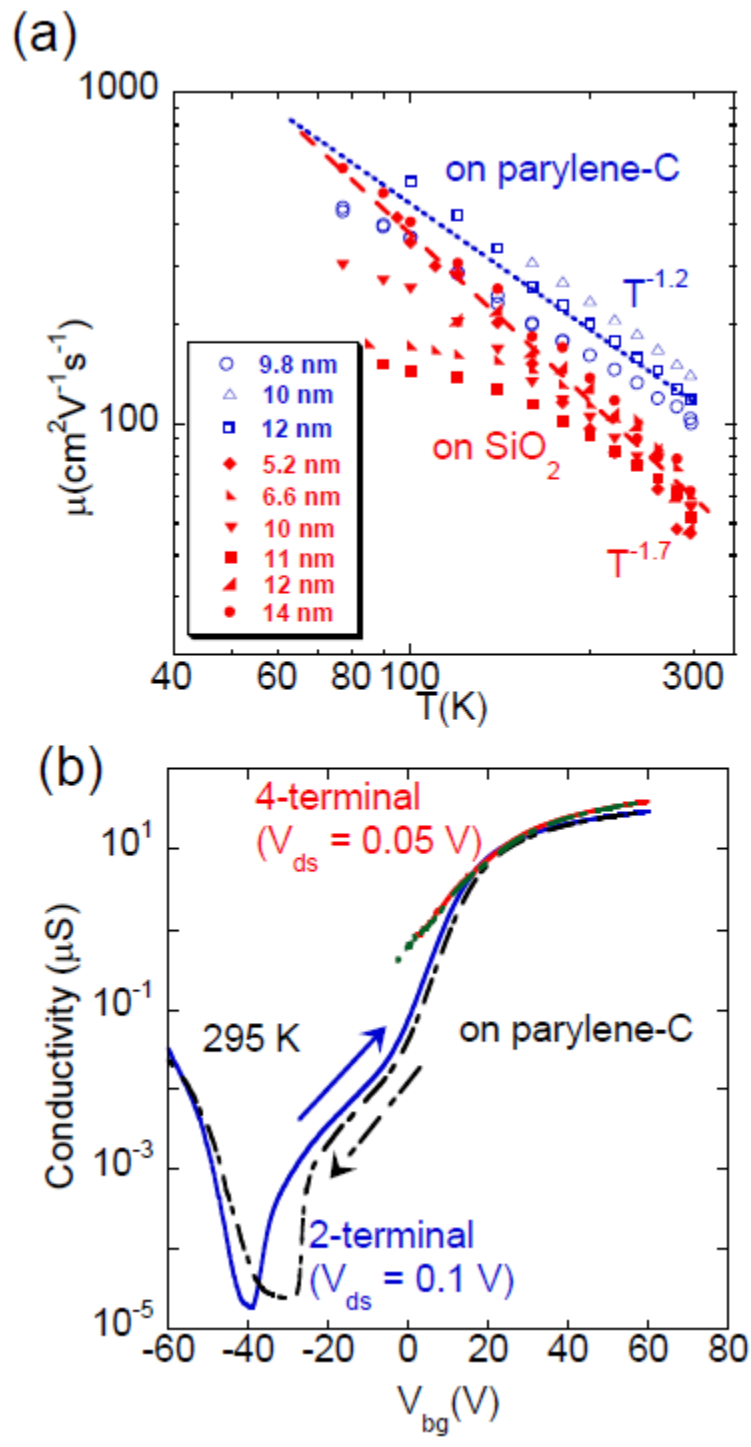 (a)
1000
on parylene-C
T-1.2
9.8 nm
10 nm
12 nm
5.2 nm
6.6 nm
10 nm
11 nm
12 nm
14 nm
100
on SiO2
T-1.7
μ(cm2V-1s-1)
40 60 80 100 300
T(K)
(b)
4-terminal
(Vds = 0.05 V)
101
10-1
10-3
10-5
Conductivity (μS)
295 K
on parylene-C
2-terminal
(Vds = 0.1 V)
-60 -40 -20 0 20 40 60 80
Vbg(V)